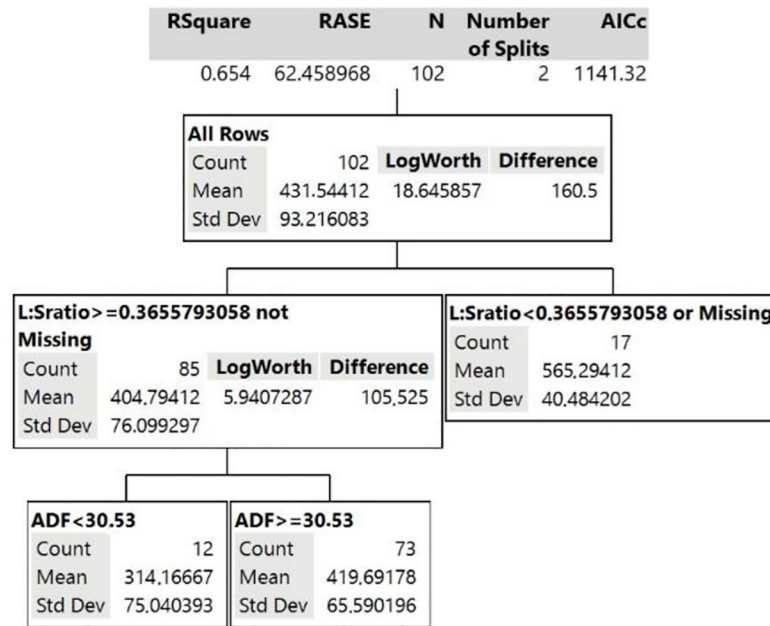 RSquare RASE N Number of Splits AICc
0.654 62.458968 102 2 1141.32
All Rows
Count 102 LogWorth Difference
Mean 431.54412 18.645857 160.5
Std Dev 93.216083
L:Sratio>=0.3655793058 not
Missing
Count 85 LogWorth Difference
Mean 404.79412 5.9407287 105,525
Std Dev 76.099297
L:Sratio<0.3655793058 or Missing
Count 17
Mean 565.29412
Std Dev 40.484202
ADF<30.53
Count 12
Mean 314.16667
Std Dev 75.040393
ADF>=30.53
Count 73
Mean 419.69178
Std Dev 65.590196